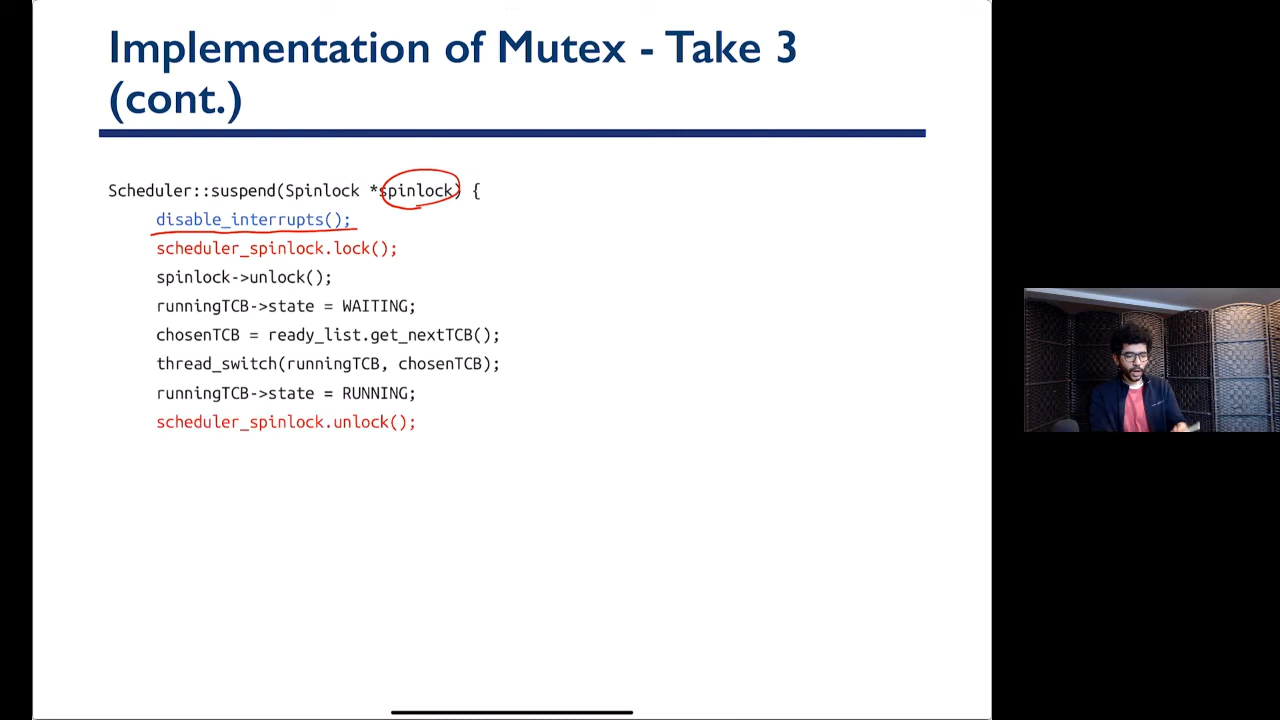 Implementation of Mutex - Take 3
(cont.)
Scheduler::suspend(Spinlock *spinlock) {
disable_interrupts();
scheduler_spinlock.lock();
spinlock->unlock();
runningTCB->state = WAITING;
chosenTCB = ready_list.get_nextTCB();
thread_switch(runningTCB, chosenTCB);
runningTCB->state = RUNNING;
scheduler_spinlock.unlock();